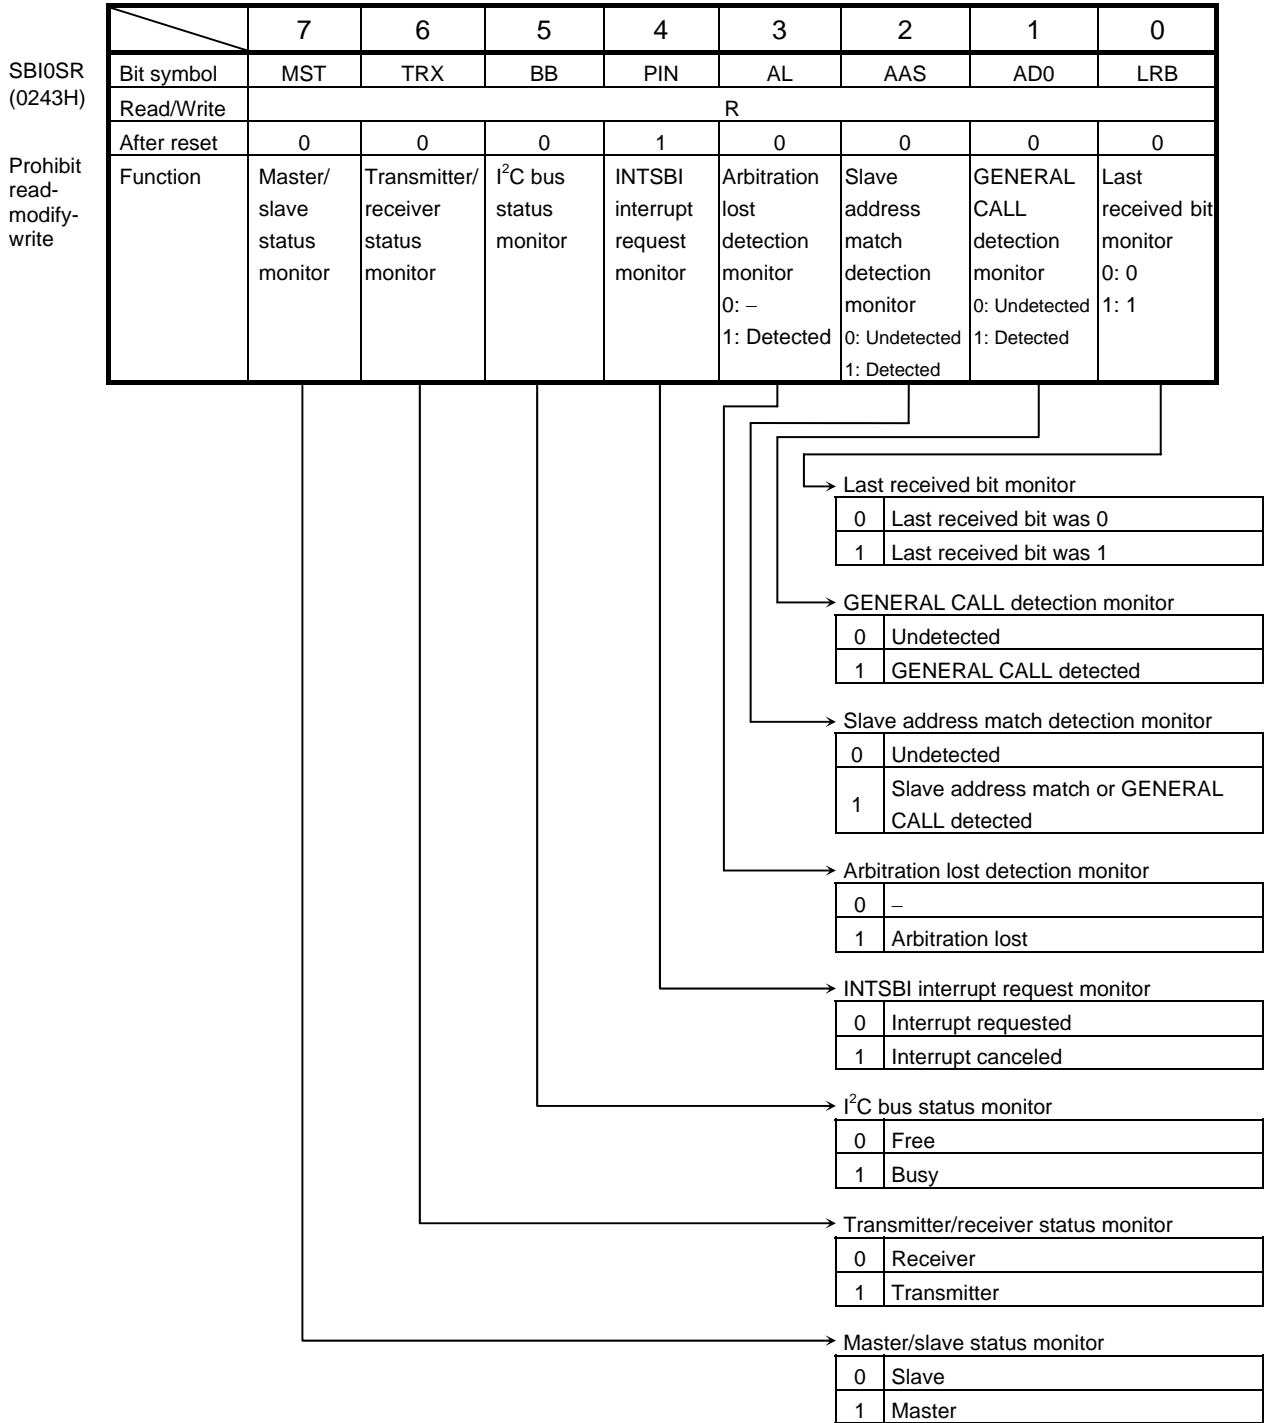 7 6 5 4 3 2 1 0
SBI0SR
(0243H)
Bit symbol MST TRX BB PIN AL AAS AD0 LRB
Read/Write R
After reset 0 0 0 1 0 0 0 0
Prohibit
read-
modify-
write
Function
Master/
slave
status
monitor
Transmitter/
receiver
status
monitor
I²C bus
status
monitor
INTSBI
interrupt
request
monitor
Arbitration
lost
detection
monitor
0: −
1: Detected
Slave
address
match
detection
monitor
0: Undetected
1: Detected
GENERAL
CALL
detection
monitor
0: Undetected
1: Detected
Last
received bit
monitor
0: 0
1: 1
Last received bit monitor
0 Last received bit was 0
1 Last received bit was 1
GENERAL CALL detection monitor
0 Undetected
1 GENERAL CALL detected
Slave address match detection monitor
0 Undetected
1 Slave address match or GENERAL
CALL detected
Arbitration lost detection monitor
0 −
1 Arbitration lost
INTSBI interrupt request monitor
0 Interrupt requested
1 Interrupt canceled
I²C bus status monitor
0 Free
1 Busy
Transmitter/receiver status monitor
0 Receiver
1 Transmitter
Master/slave status monitor
0 Slave
1 Master